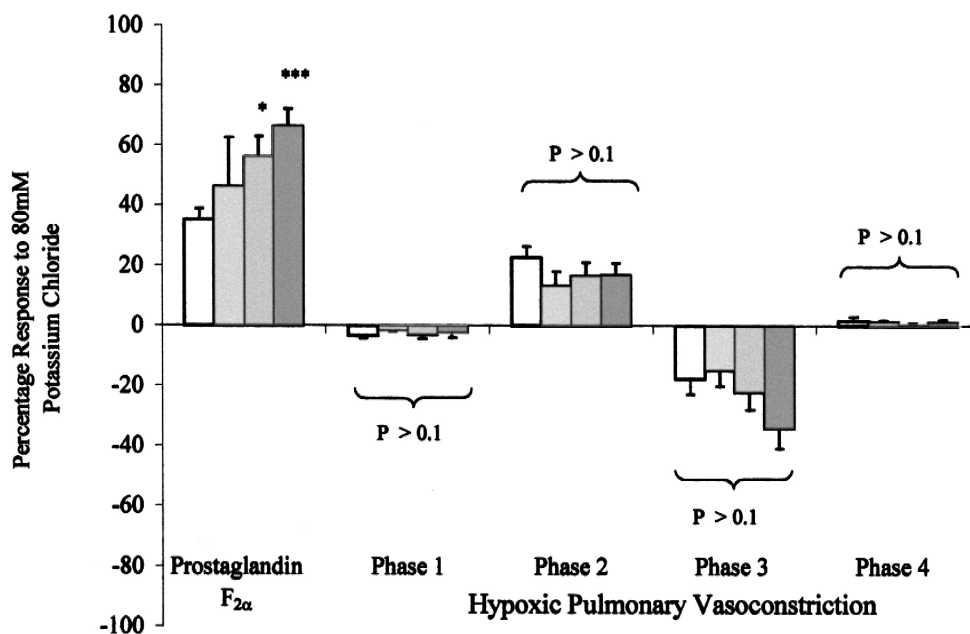 Percentage Response to 80mM
Potassium Chloride
100
80
60
40
20
0
-20
-40
-60
-80
-100
*
***
P > 0.1
P > 0.1
P > 0.1
P > 0.1
Prostaglandin
F2α
Phase 1
Phase 2
Phase 3
Phase 4
Hypoxic Pulmonary Vasoconstriction